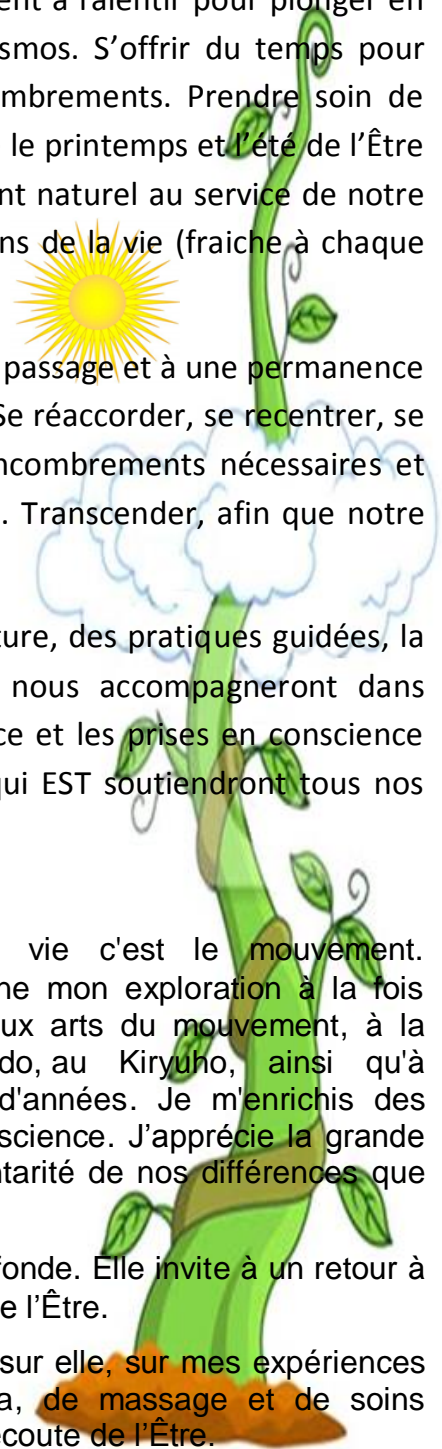 ent à ralentir pour plonger en
smos. S’offrir du temps pour
mbrements. Prendre soin de
le printemps et l’été de l’Être
nt naturel au service de notre
ns de la vie (fraiche à chaque
passage et à une permanence
Se réaccorder, se recentrer, se
ncombrements nécessaires et
. Transcender, afin que notre
ture, des pratiques guidées, la
nous accompagneront dans
ce et les prises en conscience
qui EST soutiendront tous nos
vie c'est le mouvement.
ne mon exploration à la fois
ux arts du mouvement, à la
do, au Kiryuho, ainsi qu'à
d'années. Je m'enrichis des
science. J’apprécie la grande
ntarité de nos différences que
fonde. Elle invite à un retour à
e l’Être.
sur elle, sur mes expériences
a, de massage et de soins
écoute de l’Être.